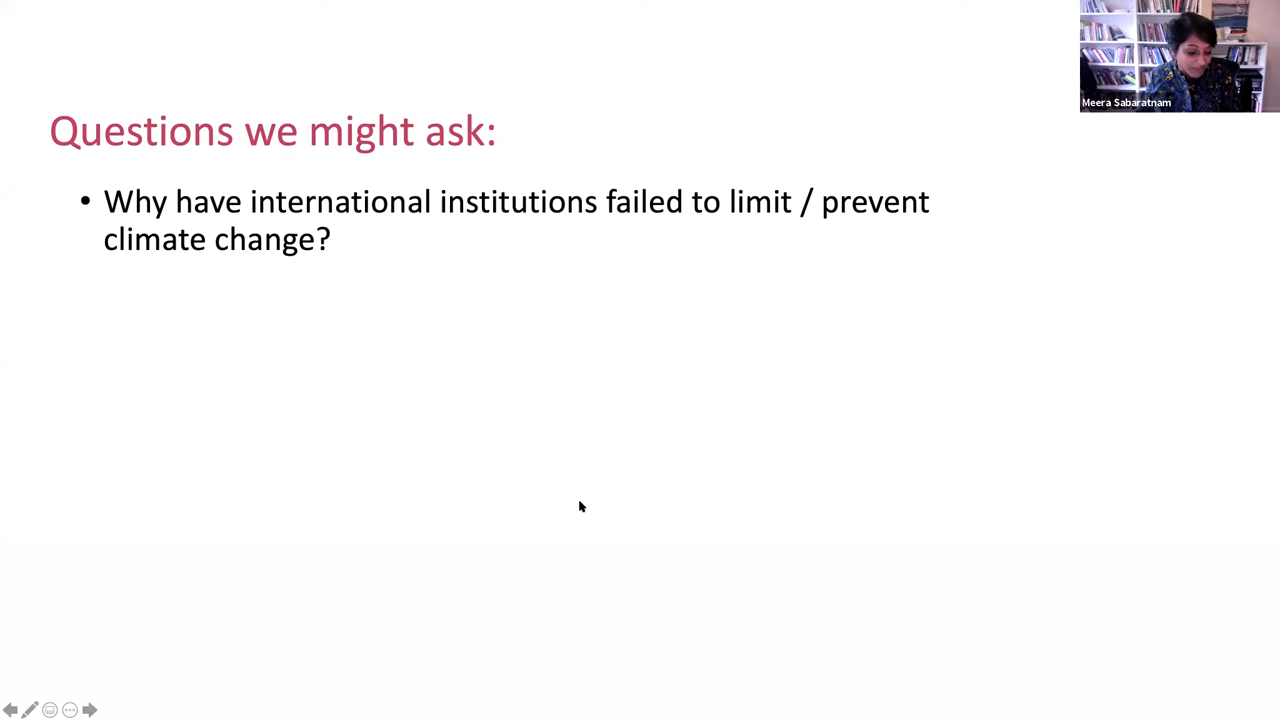 Meera Sabaratnam
Questions we might ask:
• Why have international institutions failed to limit / prevent
climate change?